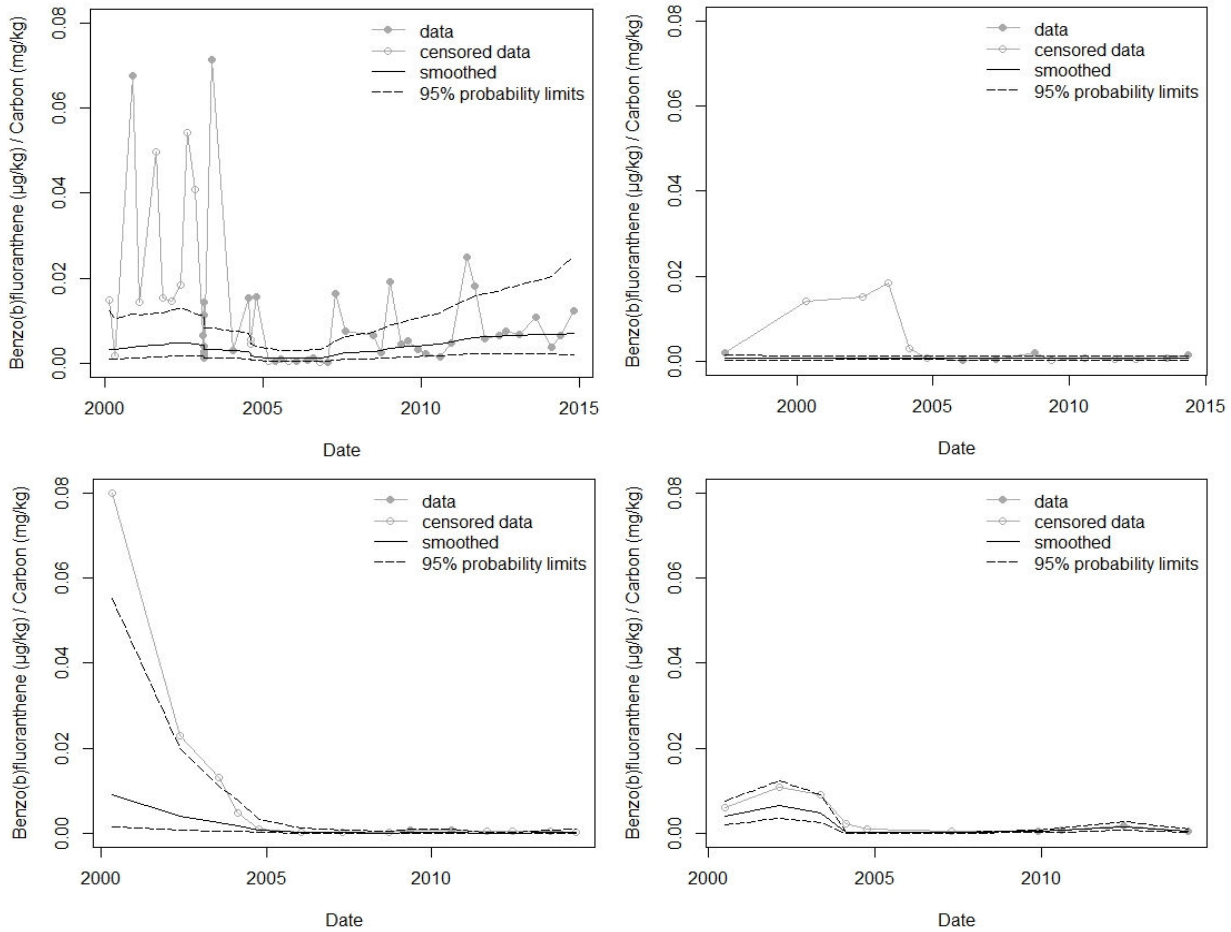 Benzo(b)fluoranthene (µg/kg) / Carbon (mg/kg)
0.08
0.06
0.04
0.02
0.00
data
censored data
smoothed
95% probability limits
2000
2005
2010
2015
Date
Benzo(b)fluoranthene (µg/kg) / Carbon (mg/kg)
0.08
0.06
0.04
0.02
0.00
data
censored data
smoothed
95% probability limits
2000
2005
2010
2015
Date
Benzo(b)fluoranthene (µg/kg) / Carbon (mg/kg)
0.08
0.06
0.04
0.02
0.00
data
censored data
smoothed
95% probability limits
2000
2005
2010
Date
Benzo(b)fluoranthene (µg/kg) / Carbon (mg/kg)
0.08
0.06
0.04
0.02
0.00
data
censored data
smoothed
95% probability limits
2000
2005
2010
Date